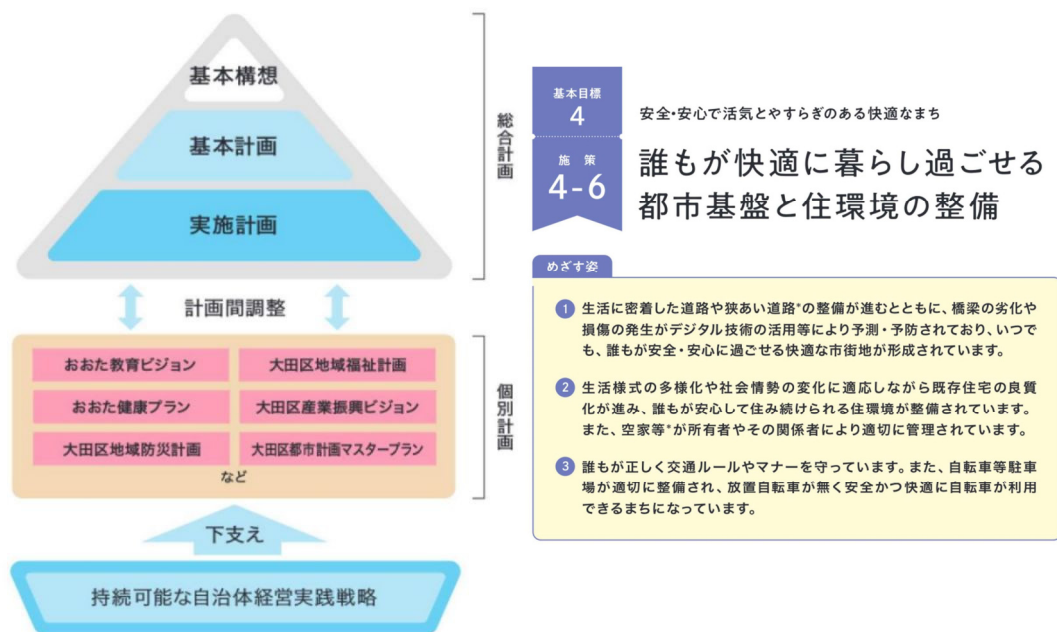 基本構想
基本計画
実施計画
総合計画
計画間調整
おおた教育ビジョン
大田区地域福祉計画
おおた健康プラン
大田区産業振興ビジョン
大田区地域防災計画
大田区都市計画マスタープラン
など
個別計画
下支え
持続可能な自治体経営実践戦略
基本目標
4
安全・安心で活気とやすらぎのある快適なまち
施策
4-6
誰もが快適に暮らし過ごせる
都市基盤と住環境の整備
めざす姿
1 生活に密着した道路や狭あい道路*の整備が進むとともに、橋梁の劣化や
損傷の発生がデジタル技術の活用等により予測・予防されており、いつで
も、誰もが安全・安心に過ごせる快適な市街地が形成されています。
2 生活様式の多様化や社会情勢の変化に適応しながら既存住宅の良質
化が進み、誰もが安心して住み続けられる住環境が整備されています。
また、空家等*が所有者やその関係者により適切に管理されています。
3 誰もが正しく交通ルールやマナーを守っています。また、自転車等駐車
場が適切に整備され、放置自転車が無く安全かつ快適に自転車が利用
できるまちになっています。